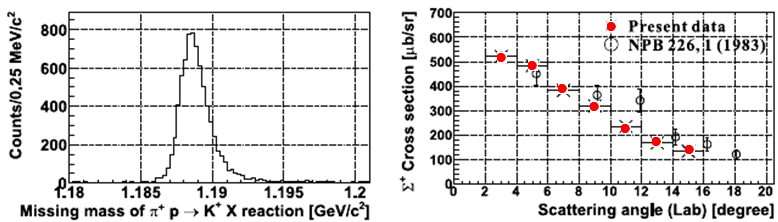 Counts/0.25 MeV/c²
800
600
400
200
0
1.18
1.185
1.19
1.195
1.2
Missing mass of π⁺ p → K⁺ X reaction [GeV/c²]
Σ⁺ Cross section [μb/sr]
700
600
500
400
300
200
100
0
Present data
NPB 226, 1 (1983)
0 2 4 6 8 10 12 14 16 18 20
Scattering angle (Lab) [degree]